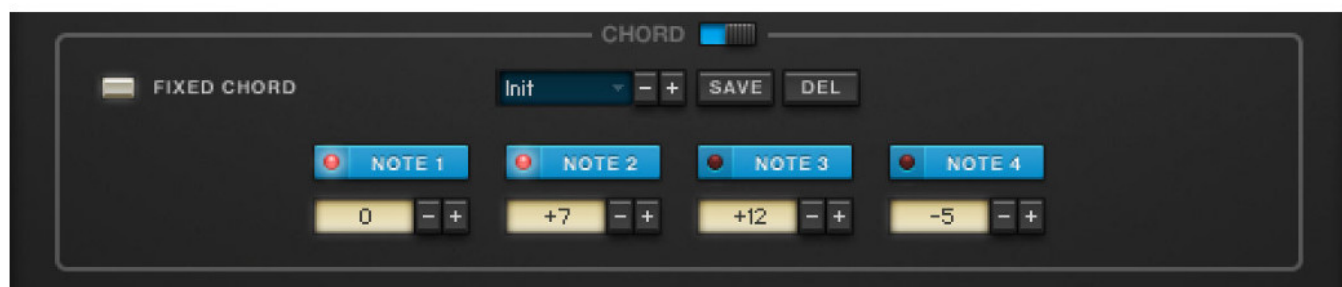 CHORD
FIXED CHORD Init - + SAVE DEL
NOTE 1 NOTE 2 NOTE 3 NOTE 4
0 - + +7 - + +12 - + -5 - +